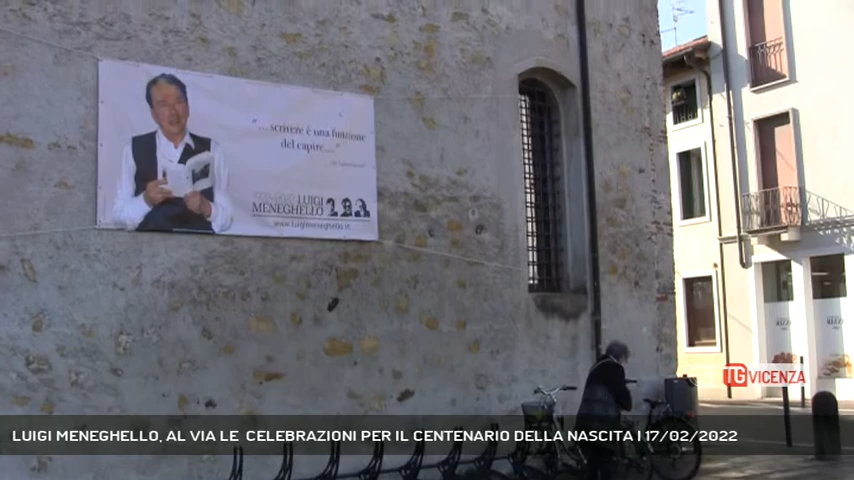 ...scrivere è una funzione
del capire...
LUIGI
MENEGHELLO
www.luigimeneghello.it
TG VICENZA
LUIGI MENEGHELLO, AL VIA LE CELEBRAZIONI PER IL CENTENARIO DELLA NASCITA | 17/02/2022